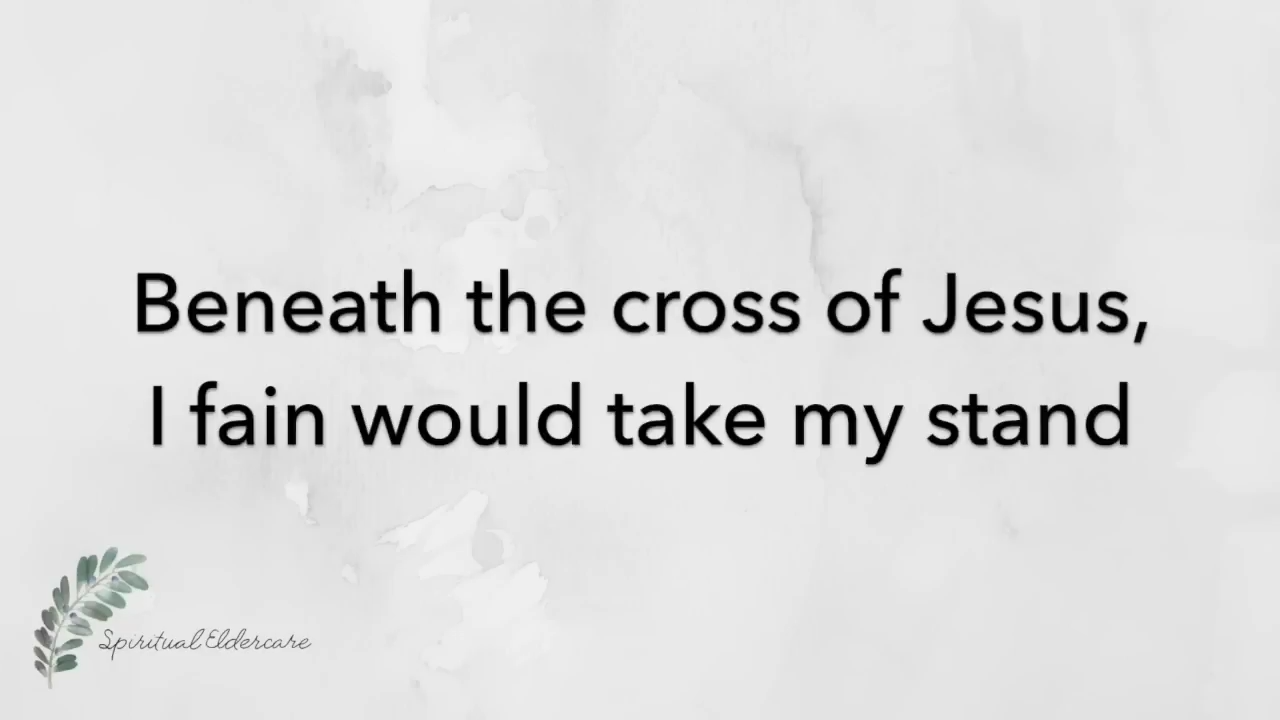 Beneath the cross of Jesus,
I fain would take my stand
Spiritual Eldercare